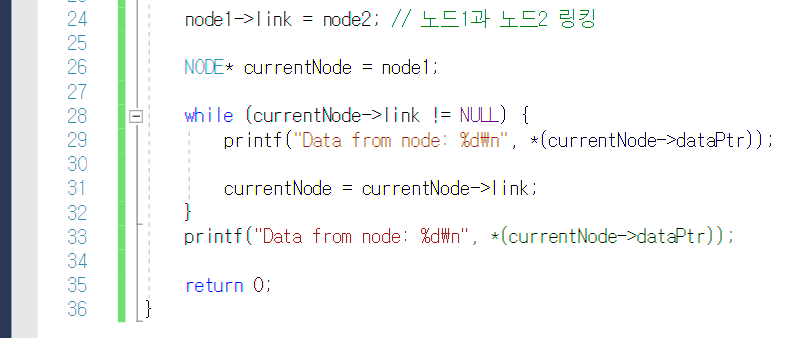 24 node1->link = node2; // 노드1과 노드2 링킹
25
26 NODE* currentNode = node1;
27
28 while (currentNode->link != NULL) {
29 printf("Data from node: %d₩n", *(currentNode->dataPtr));
30
31 currentNode = currentNode->link;
32 }
33 printf("Data from node: %d₩n", *(currentNode->dataPtr));
34
35 return 0;
36 }